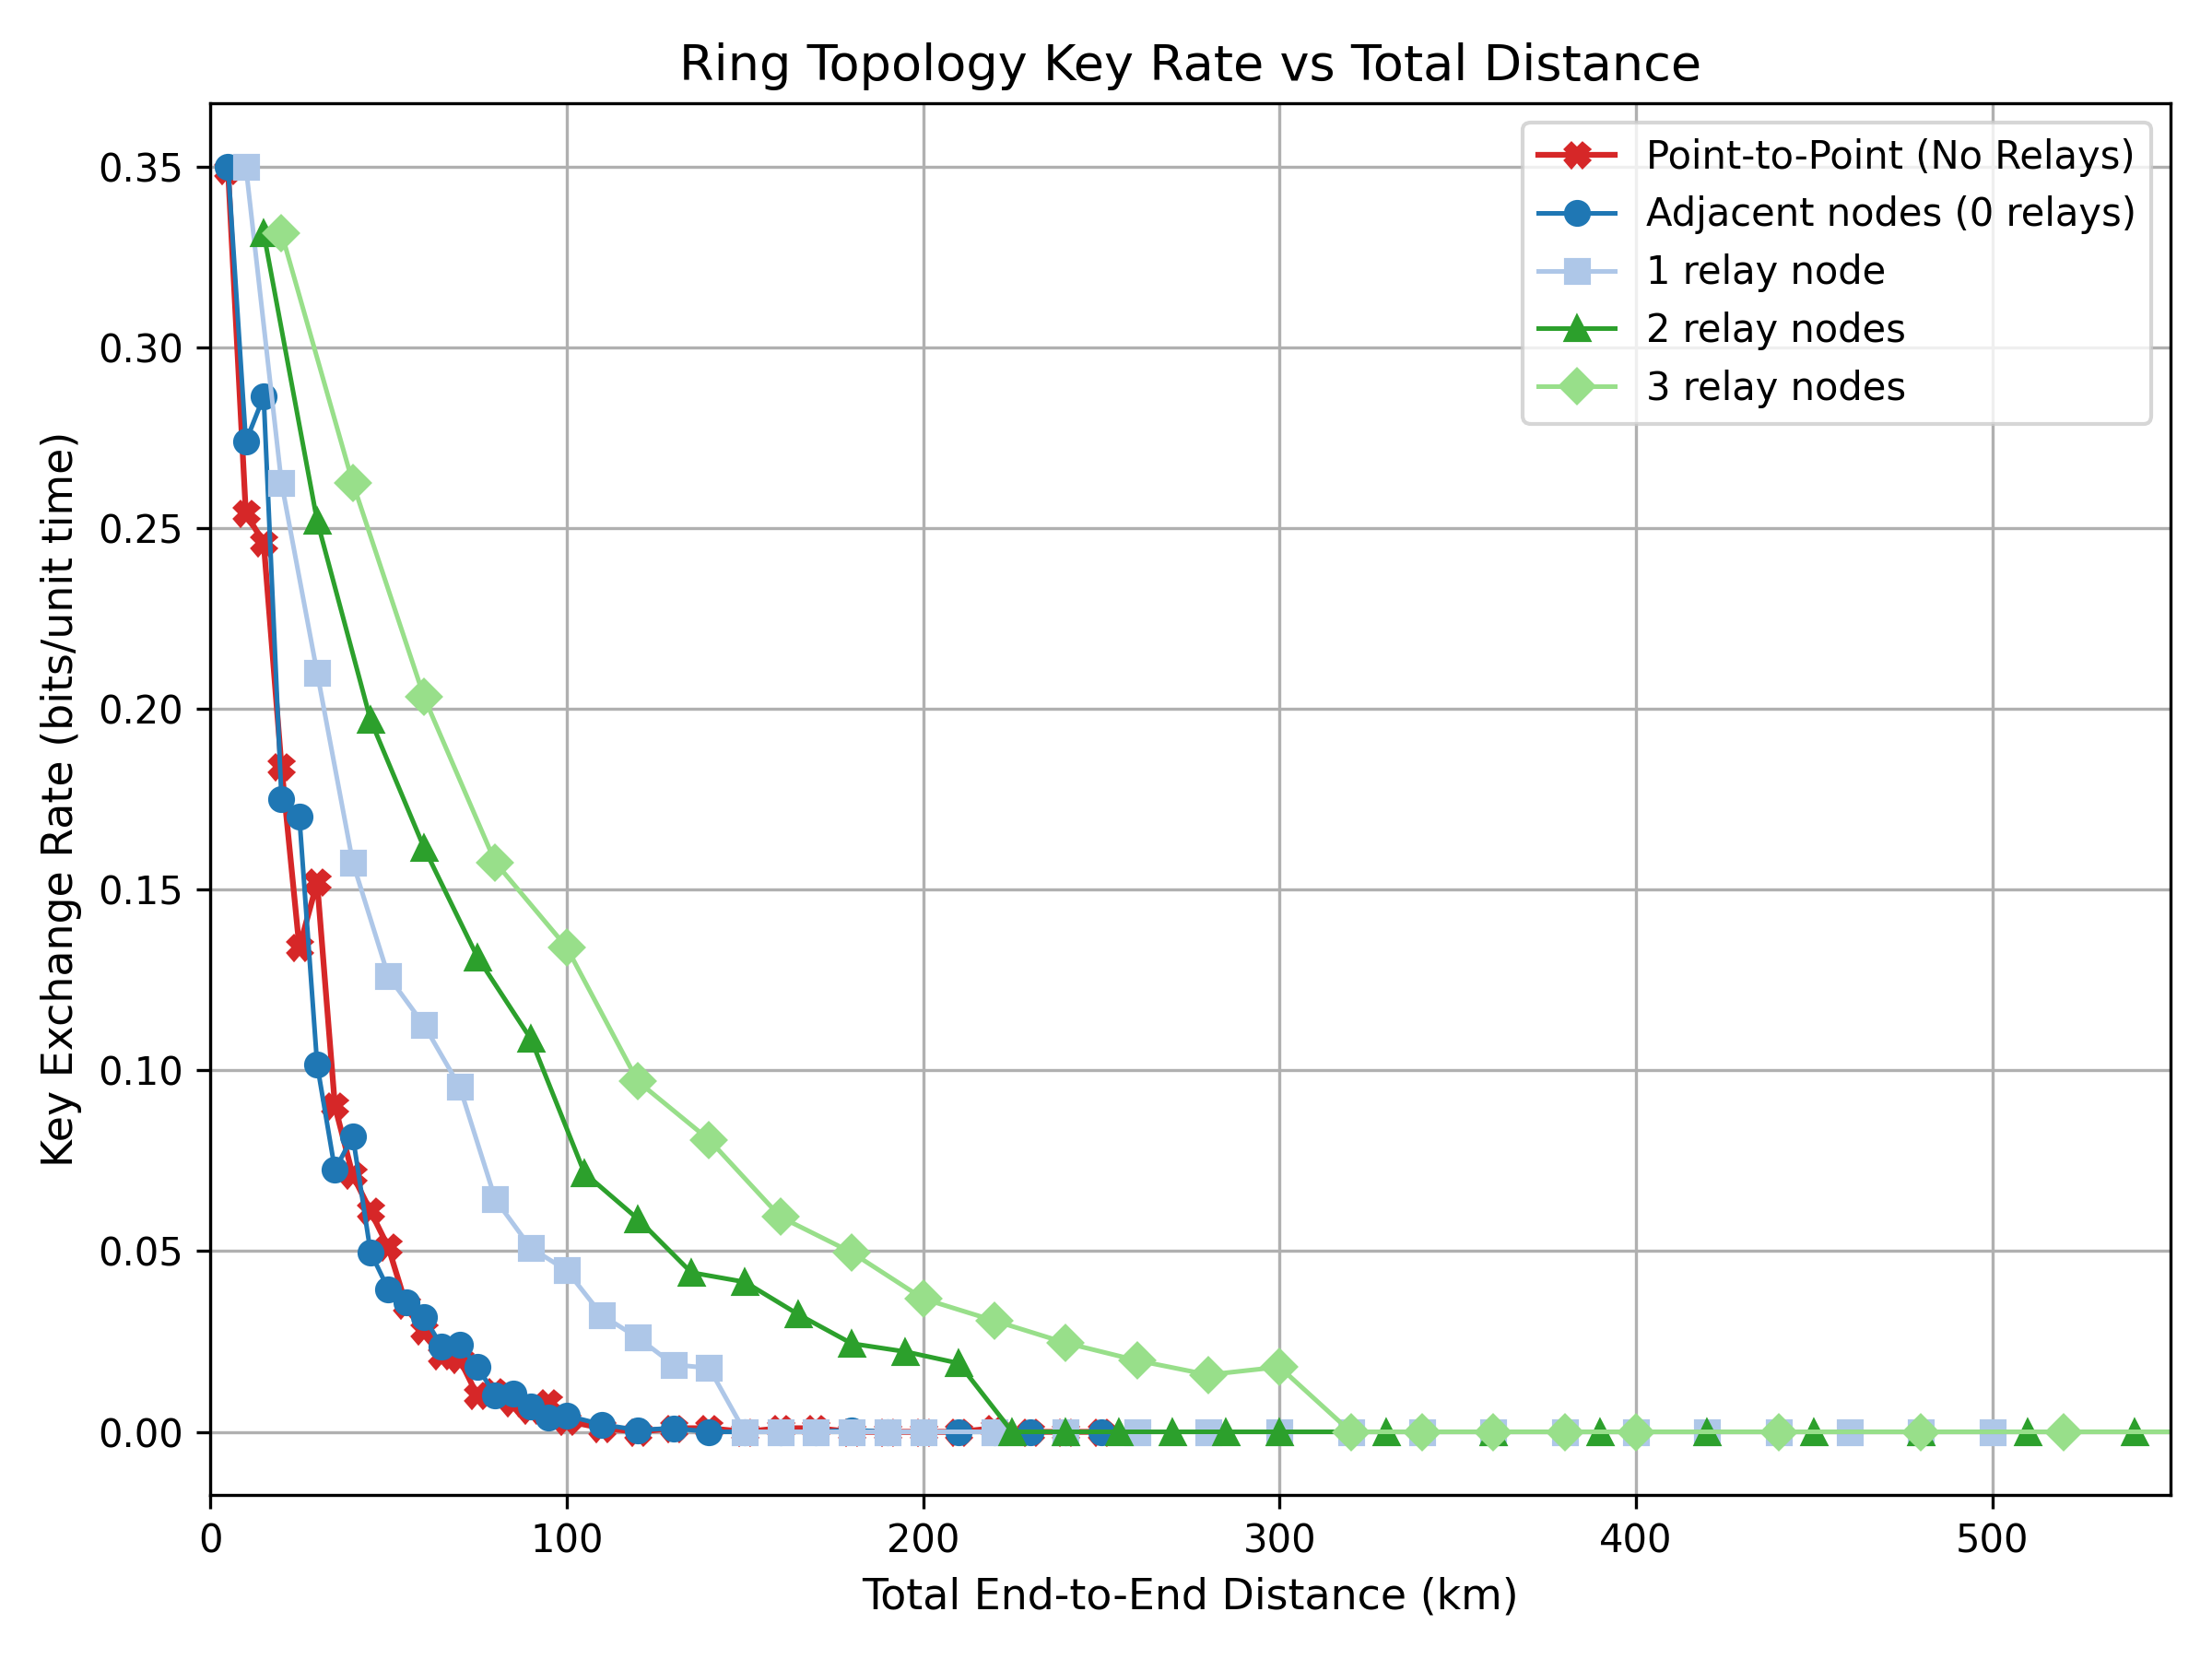 Ring Topology Key Rate vs Total Distance
Key Exchange Rate (bits/unit time)
0.35
0.30
0.25
0.20
0.15
0.10
0.05
0.00
Point-to-Point (No Relays)
Adjacent nodes (0 relays)
1 relay node
2 relay nodes
3 relay nodes
0 100 200 300 400 500
Total End-to-End Distance (km)